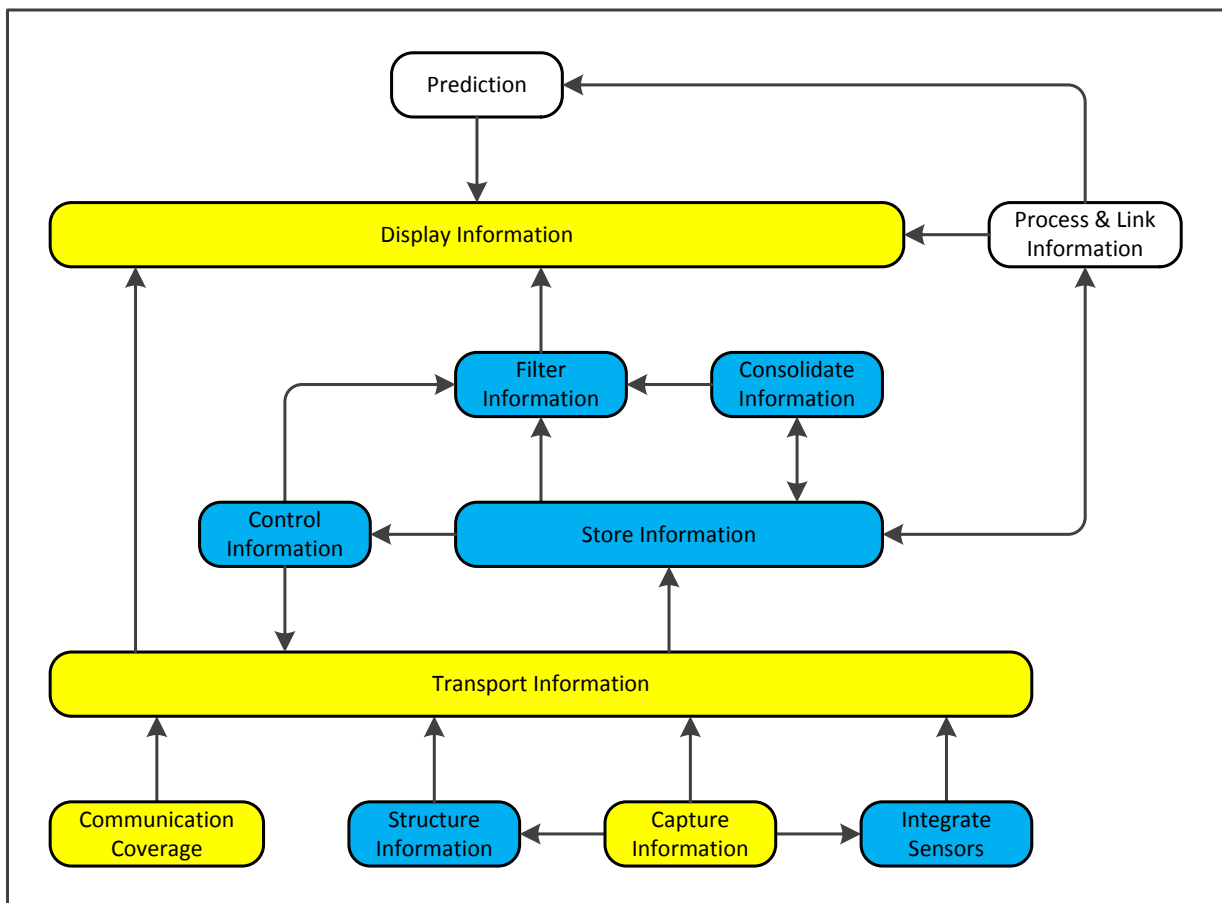 Prediction
Display Information
Process & Link
Information
Filter
Information
Consolidate
Information
Control
Information
Store Information
Transport Information
Communication
Coverage
Structure
Information
Capture
Information
Integrate
Sensors